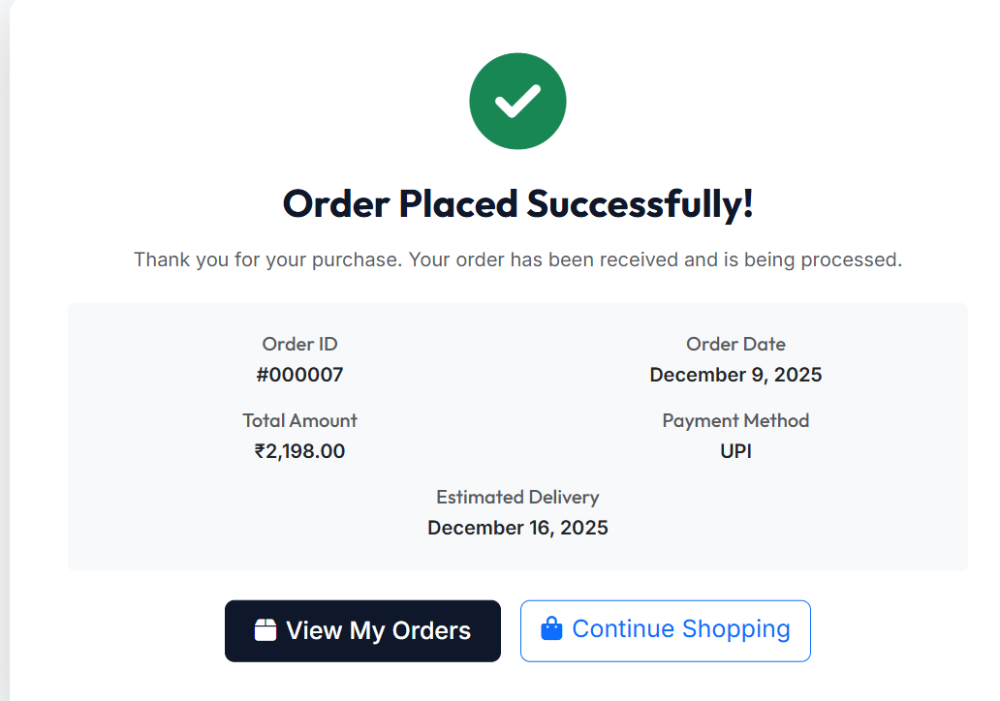 Order Placed Successfully!
Thank you for your purchase. Your order has been received and is being processed.
Order ID
#000007
Order Date
December 9, 2025
Total Amount
₹2,198.00
Payment Method
UPI
Estimated Delivery
December 16, 2025
View My Orders
Continue Shopping